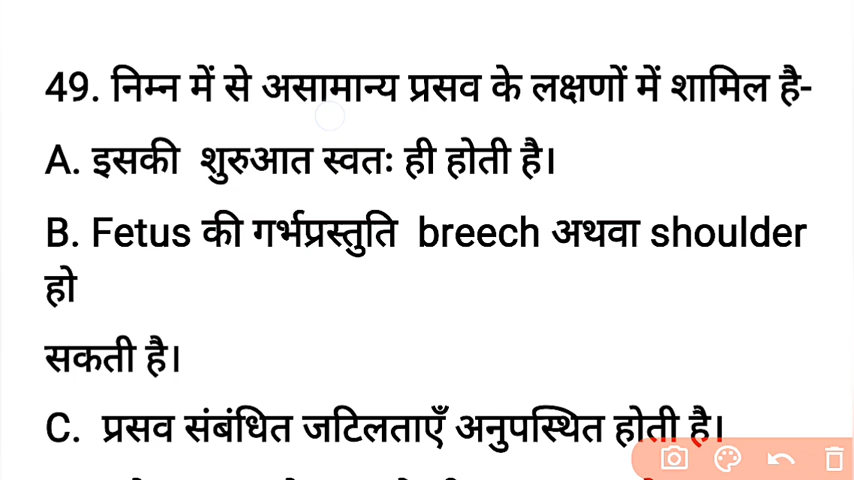 49. निम्न में से असामान्य प्रसव के लक्षणों में शामिल है-
A. इसकी शुरुआत स्वतः ही होती है।
B. Fetus की गर्भप्रस्तुति breech अथवा shoulder
हो
सकती है।
C. प्रसव संबंधित जटिलताएँ अनुपस्थित होती है।